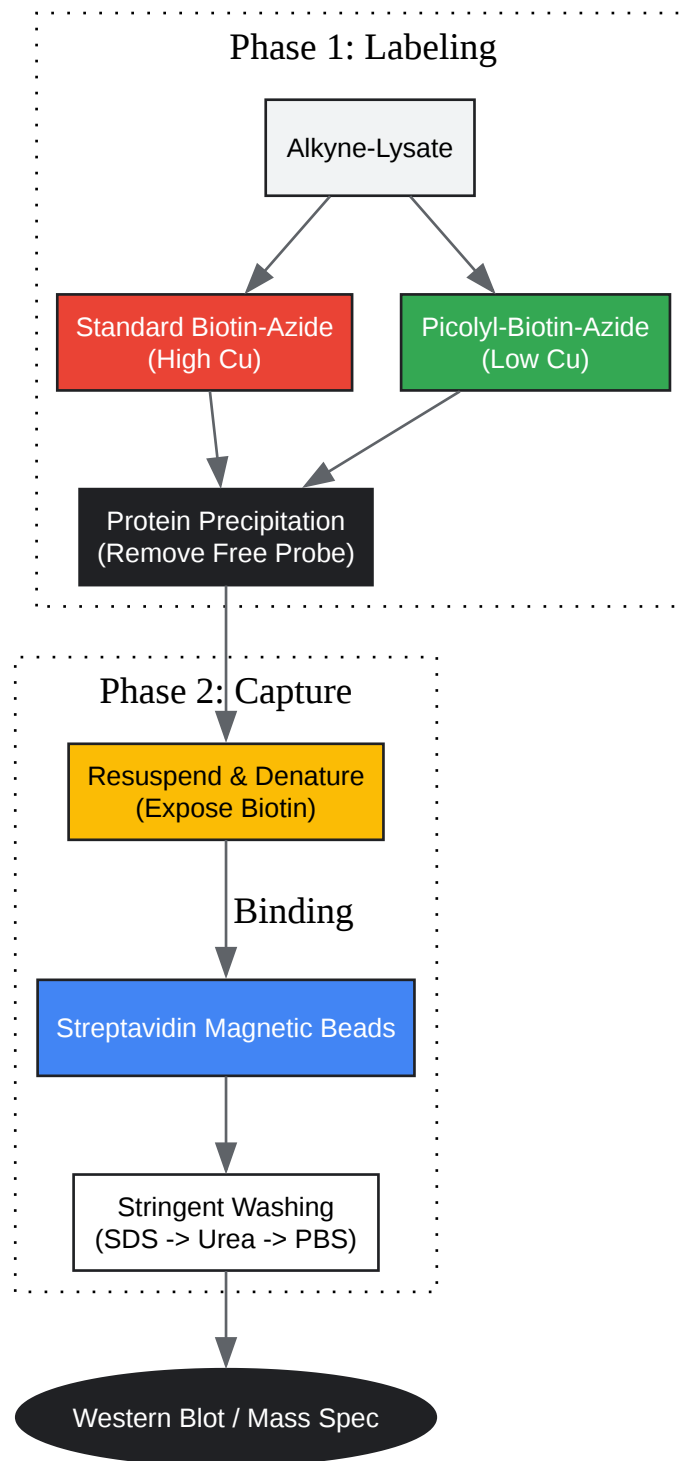 Phase 1: Labeling
Alkyne-Lysate
Standard Biotin-Azide
(High Cu)
Picolyl-Biotin-Azide
(Low Cu)
Protein Precipitation
(Remove Free Probe)
Phase 2: Capture
Resuspend & Denature
(Expose Biotin)
Binding
Streptavidin Magnetic Beads
Stringent Washing
(SDS -> Urea -> PBS)
Western Blot / Mass Spec